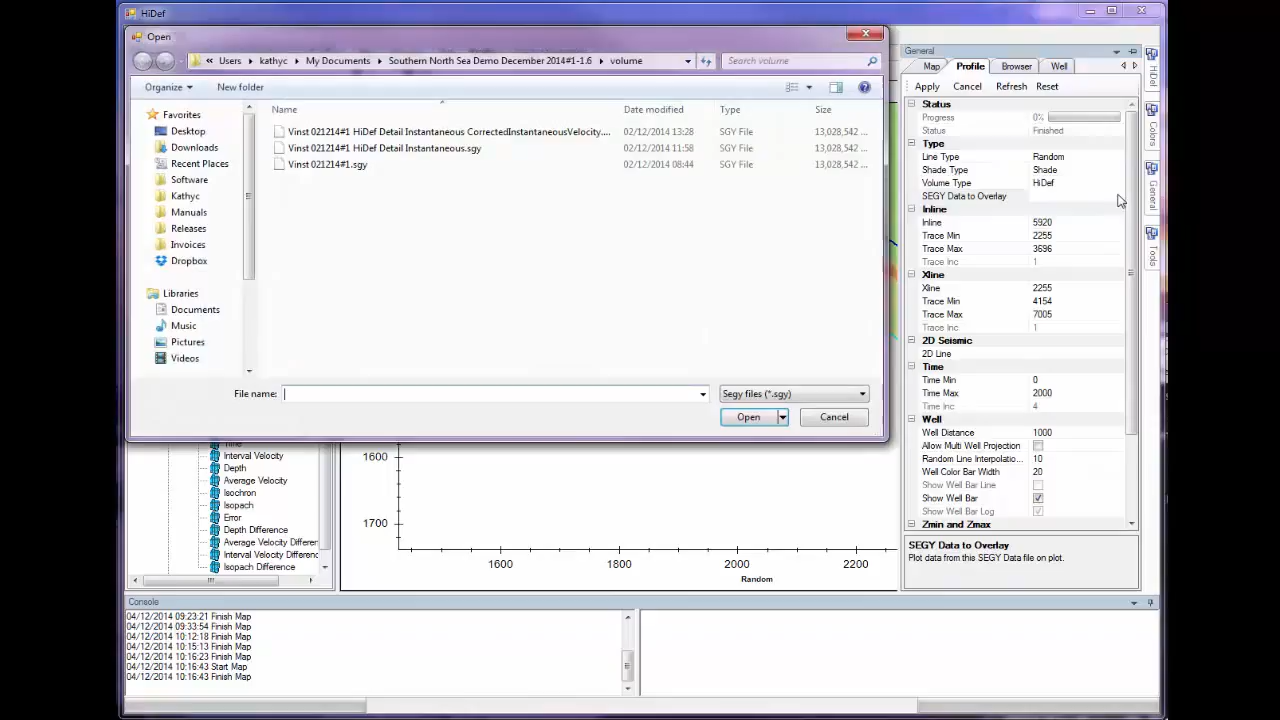 HiDef
Open
« Users ▸ kathyc ▸ My Documents ▸ Southern North Sea Demo December 2014#1-1.6 ▸ volume
Search volume
Organize
New folder
Favorites
Desktop
Downloads
Recent Places
Software
Kathyc
Manuals
Releases
Invoices
Dropbox
Libraries
Documents
Music
Pictures
Videos
Name Date modified Type Size
Vinst 021214#1 HiDef Detail Instantaneous CorrectedInstantaneousVelocity.... 02/12/2014 13:28 SGY File 13,028,542 ...
Vinst 021214#1 HiDef Detail Instantaneous.sgy 02/12/2014 11:58 SGY File 13,028,542 ...
Vinst 021214#1.sgy 02/12/2014 08:44 SGY File 13,028,542 ...
File name:
Segy files (*.sgy)
Open
Cancel
Interval Velocity
Depth
Average Velocity
Isochron
Isopach
Error
Depth Difference
Average Velocity Differen
Interval Velocity Differenc
Isopach Difference
1600
1700
1600 1800 2000 2200
Random
General
Map Profile Browser Well
Apply Cancel Refresh Reset
Status
Progress 0%
Status Finished
Type
Line Type Random
Shade Type Shade
Volume Type HiDef
SEGY Data to Overlay
Inline
Inline 5920
Trace Min 2255
Trace Max 3696
Trace Inc 1
Xline
Xline 2255
Trace Min 4154
Trace Max 7005
Trace Inc 1
2D Seismic
2D Line
Time
Time Min 0
Time Max 2000
Time Inc 4
Well
Well Distance 1000
Allow Multi Well Projection
Random Line Interpolatio... 10
Well Color Bar Width 20
Show Well Bar Line
Show Well Bar
Show Well Bar Log
Zmin and Zmax
SEGY Data to Overlay
Plot data from this SEGY Data file on plot.
HiDef
Colors
General
Tools
Console
04/12/2014 09:23:21 Finish Map
04/12/2014 09:33:54 Finish Map
04/12/2014 10:12:18 Finish Map
04/12/2014 10:15:13 Finish Map
04/12/2014 10:16:23 Finish Map
04/12/2014 10:16:43 Start Map
04/12/2014 10:16:43 Finish Map